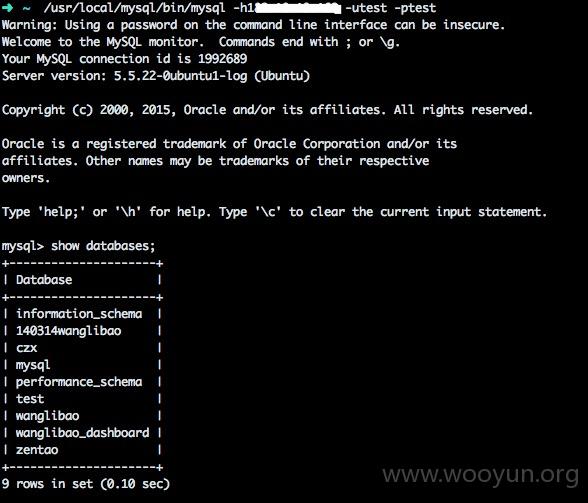 ➜ ~ /usr/local/mysql/bin/mysql -h1 -utest -ptest
Warning: Using a password on the command line interface can be insecure.
Welcome to the MySQL monitor.  Commands end with ; or \g.
Your MySQL connection id is 1992689
Server version: 5.5.22-0ubuntu1-log (Ubuntu)
Copyright (c) 2000, 2015, Oracle and/or its affiliates. All rights reserved.
Oracle is a registered trademark of Oracle Corporation and/or its
affiliates. Other names may be trademarks of their respective
owners.
Type 'help;' or '\h' for help. Type '\c' to clear the current input statement.
mysql> show databases;
+---------------------+
| Database            |
+---------------------+
| information_schema  |
| 140314wanglibao     |
| czx                 |
| mysql               |
| performance_schema  |
| test                |
| wanglibao           |
| wanglibao_dashboard |
| zentao              |
+---------------------+
9 rows in set (0.10 sec)
www.wooyun.org